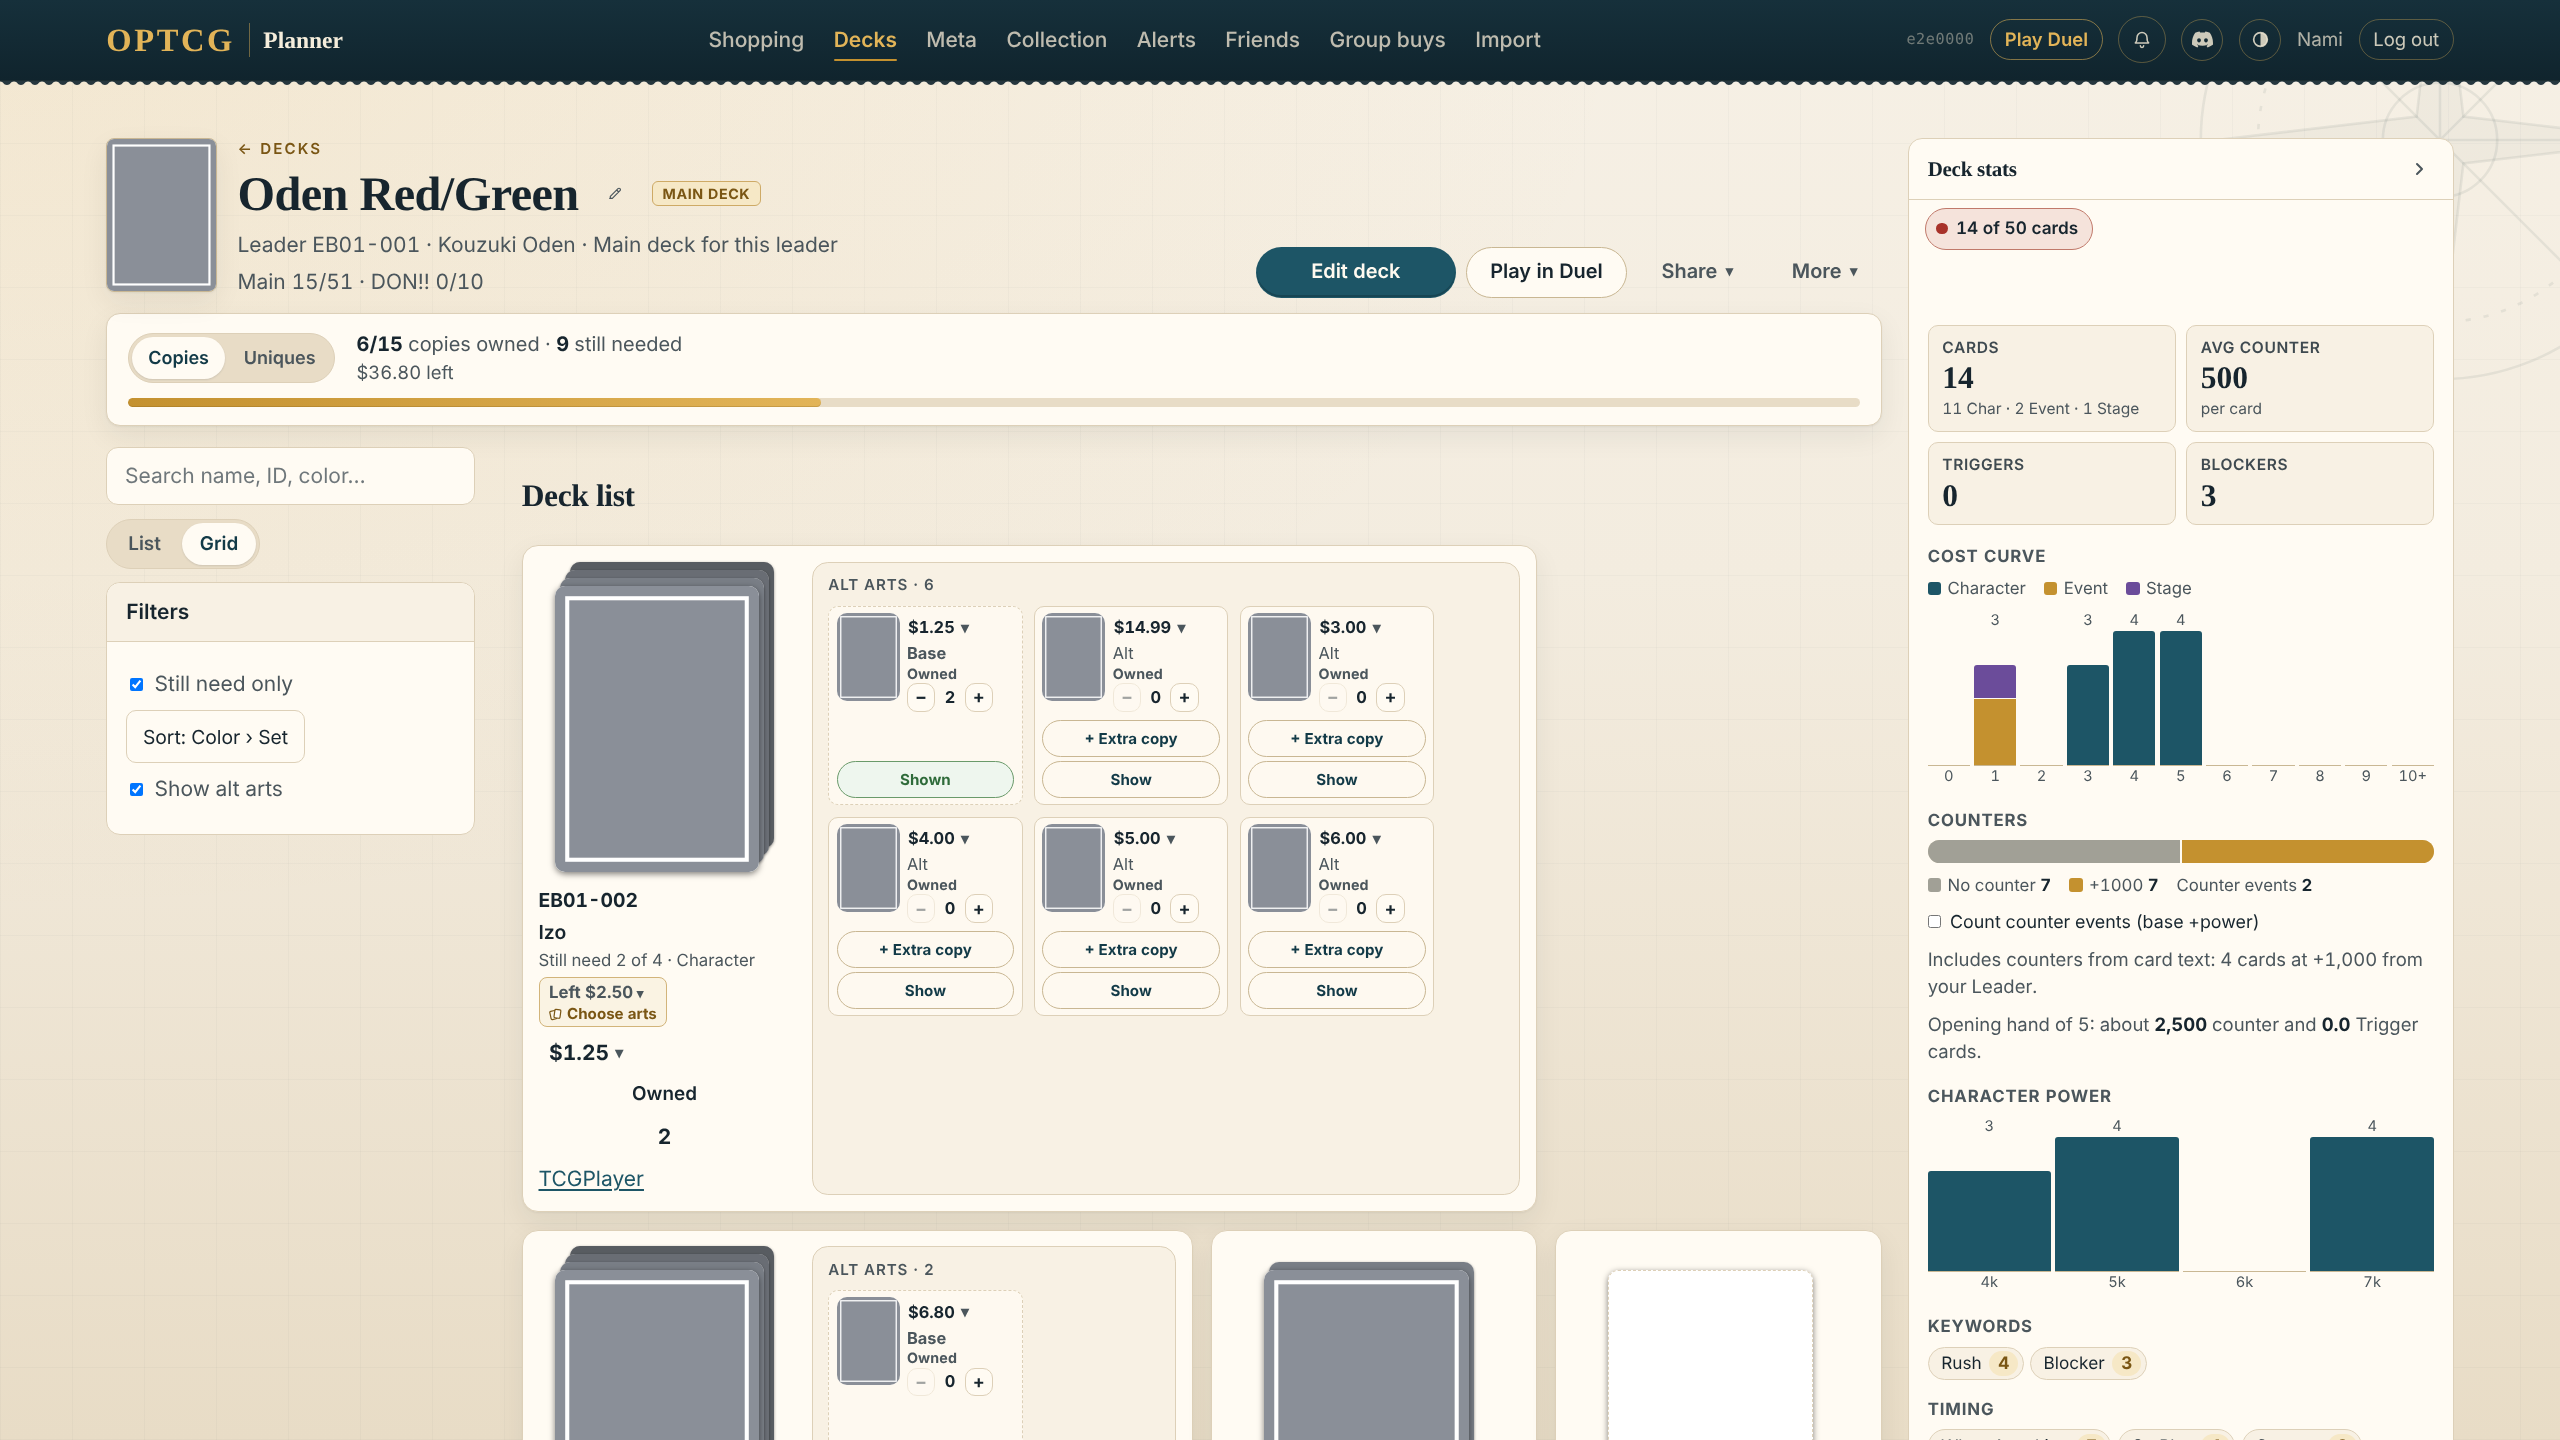 OPTCG Planner
Shopping Decks Meta Collection Alerts Friends Group buys Import
e2e0000 Play Duel Nami Log out
← DECKS
Oden Red/Green MAIN DECK
Leader EB01-001 · Kouzuki Oden · Main deck for this leader
Main 15/51 · DON!! 0/10
Edit deck Play in Duel Share ▾ More ▾
Copies Uniques
6/15 copies owned · 9 still needed
$36.80 left
Search name, ID, color...
List Grid
Filters
Still need only
Sort: Color › Set
Show alt arts
Deck list
EB01-002
Izo
Still need 2 of 4 · Character
Left $2.50 ▾
Choose arts
$1.25 ▾
Owned
2
TCGPlayer
ALT ARTS · 6
$1.25 ▾
Base
Owned
− 2 +
Shown
$14.99 ▾
Alt
Owned
− 0 +
+ Extra copy
Show
$3.00 ▾
Alt
Owned
− 0 +
+ Extra copy
Show
$4.00 ▾
Alt
Owned
− 0 +
+ Extra copy
Show
$5.00 ▾
Alt
Owned
− 0 +
+ Extra copy
Show
$6.00 ▾
Alt
Owned
− 0 +
+ Extra copy
Show
ALT ARTS · 2
$6.80 ▾
Base
Owned
− 0 +
Deck stats
14 of 50 cards
CARDS
14
11 Char · 2 Event · 1 Stage
AVG COUNTER
500
per card
TRIGGERS
0
BLOCKERS
3
COST CURVE
Character Event Stage
3 3 4 4
0 1 2 3 4 5 6 7 8 9 10+
COUNTERS
No counter 7 +1000 7 Counter events 2
Count counter events (base +power)
Includes counters from card text: 4 cards at +1,000 from
your Leader.
Opening hand of 5: about 2,500 counter and 0.0 Trigger
cards.
CHARACTER POWER
3 4 4
4k 5k 6k 7k
KEYWORDS
Rush 4 Blocker 3
TIMING